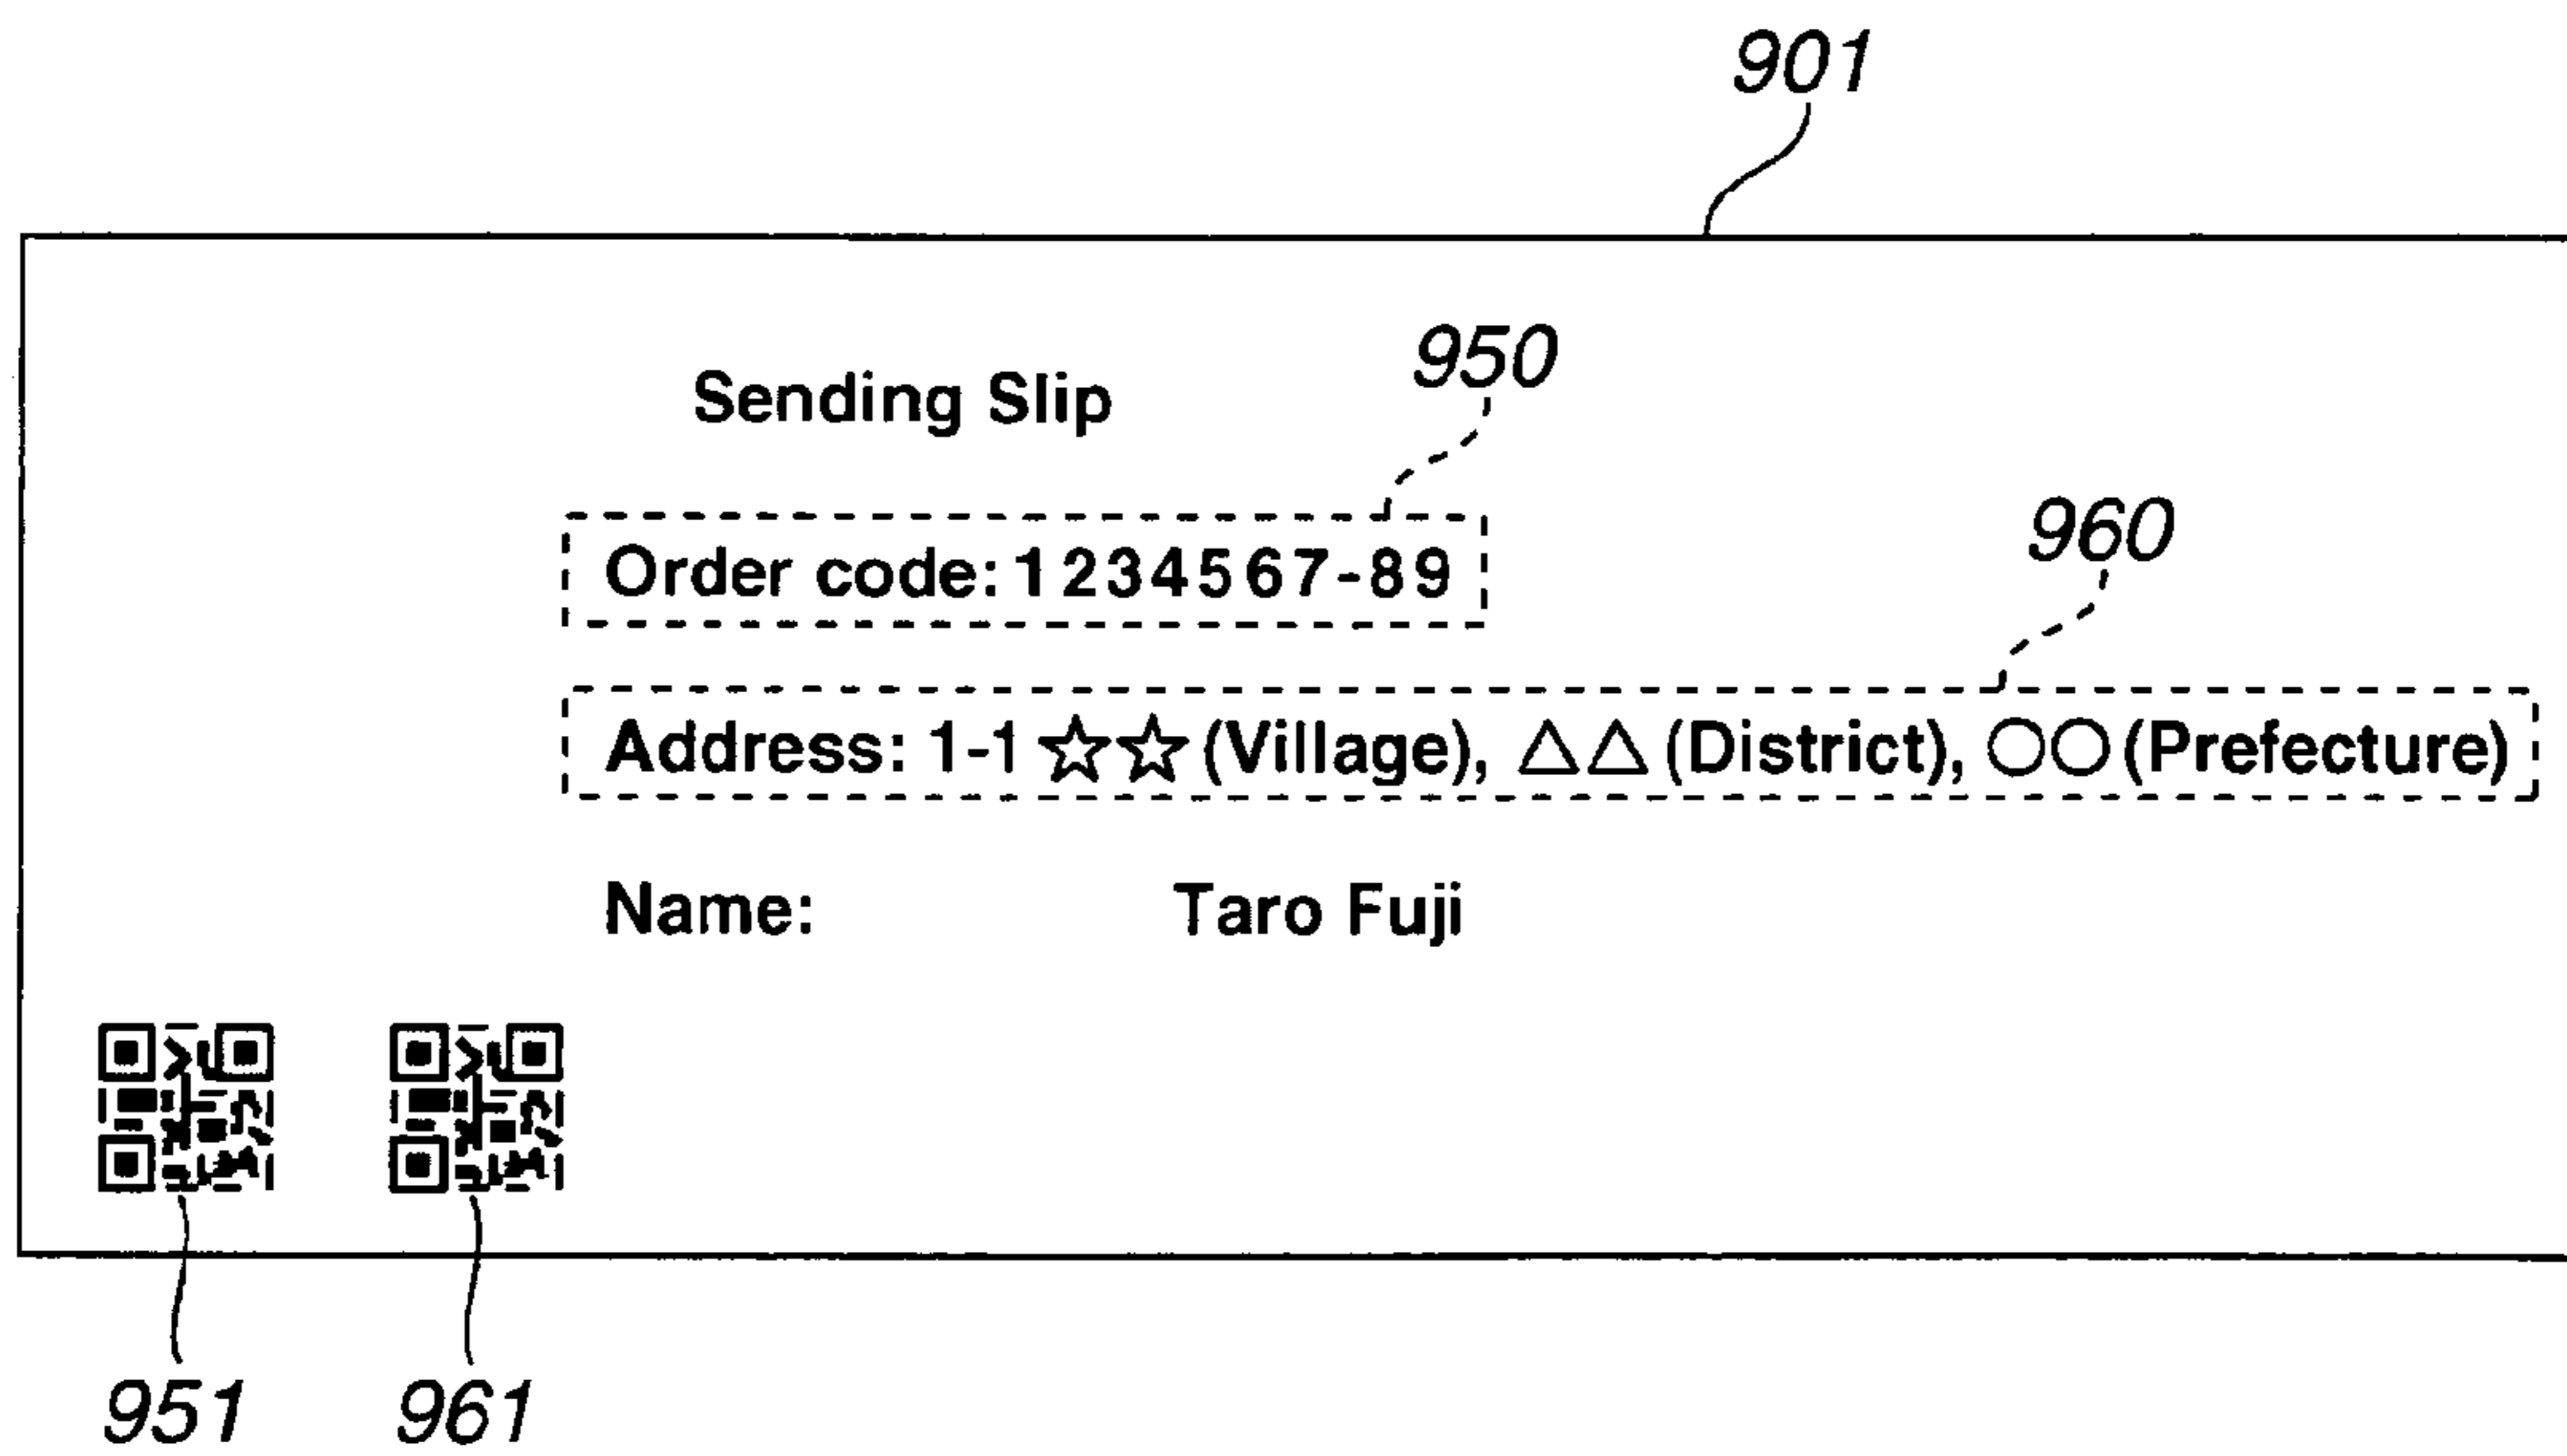 901
Sending Slip
950
Order code: 1234567-89
960
Address: 1-1 ☆☆ (Village), △△ (District), ○○ (Prefecture)
Name: Taro Fuji
951 961